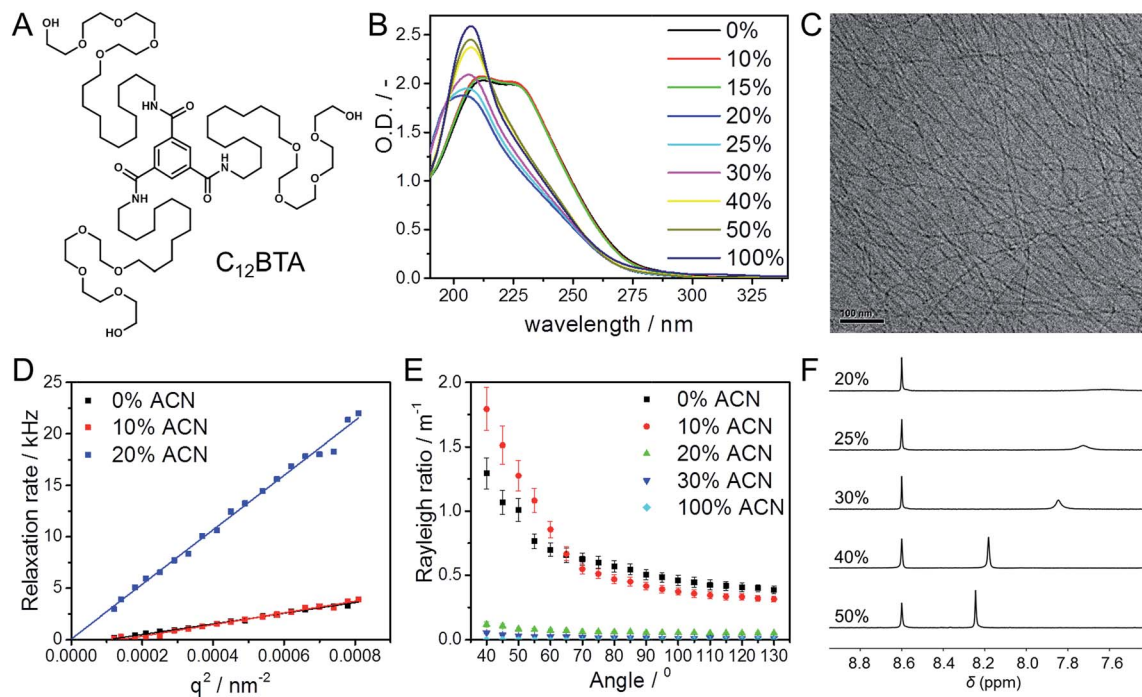 A
OH
O
O
O
O
NH
O
O
NH
O
H
N
O
O
O
O
OH
O
O
O
O
HO
C₁₂BTA
B
2.5
2.0
1.5
1.0
0.5
0.0
O.D. / -
200
225
250
275
300
325
wavelength / nm
0%
10%
15%
20%
25%
30%
40%
50%
100%
C
100 nm
D
25
20
15
10
5
0
Relaxation rate / kHz
0% ACN
10% ACN
20% ACN
0.0000
0.0002
0.0004
0.0006
0.0008
q² / nm⁻²
E
2.0
1.5
1.0
0.5
0.0
Rayleigh ratio / m⁻¹
0% ACN
10% ACN
20% ACN
30% ACN
100% ACN
40 50 60 70 80 90 100 110 120 130
Angle / ⁰
F
20%
25%
30%
40%
50%
8.8
8.6
8.4
8.2
8.0
7.8
7.6
δ (ppm)